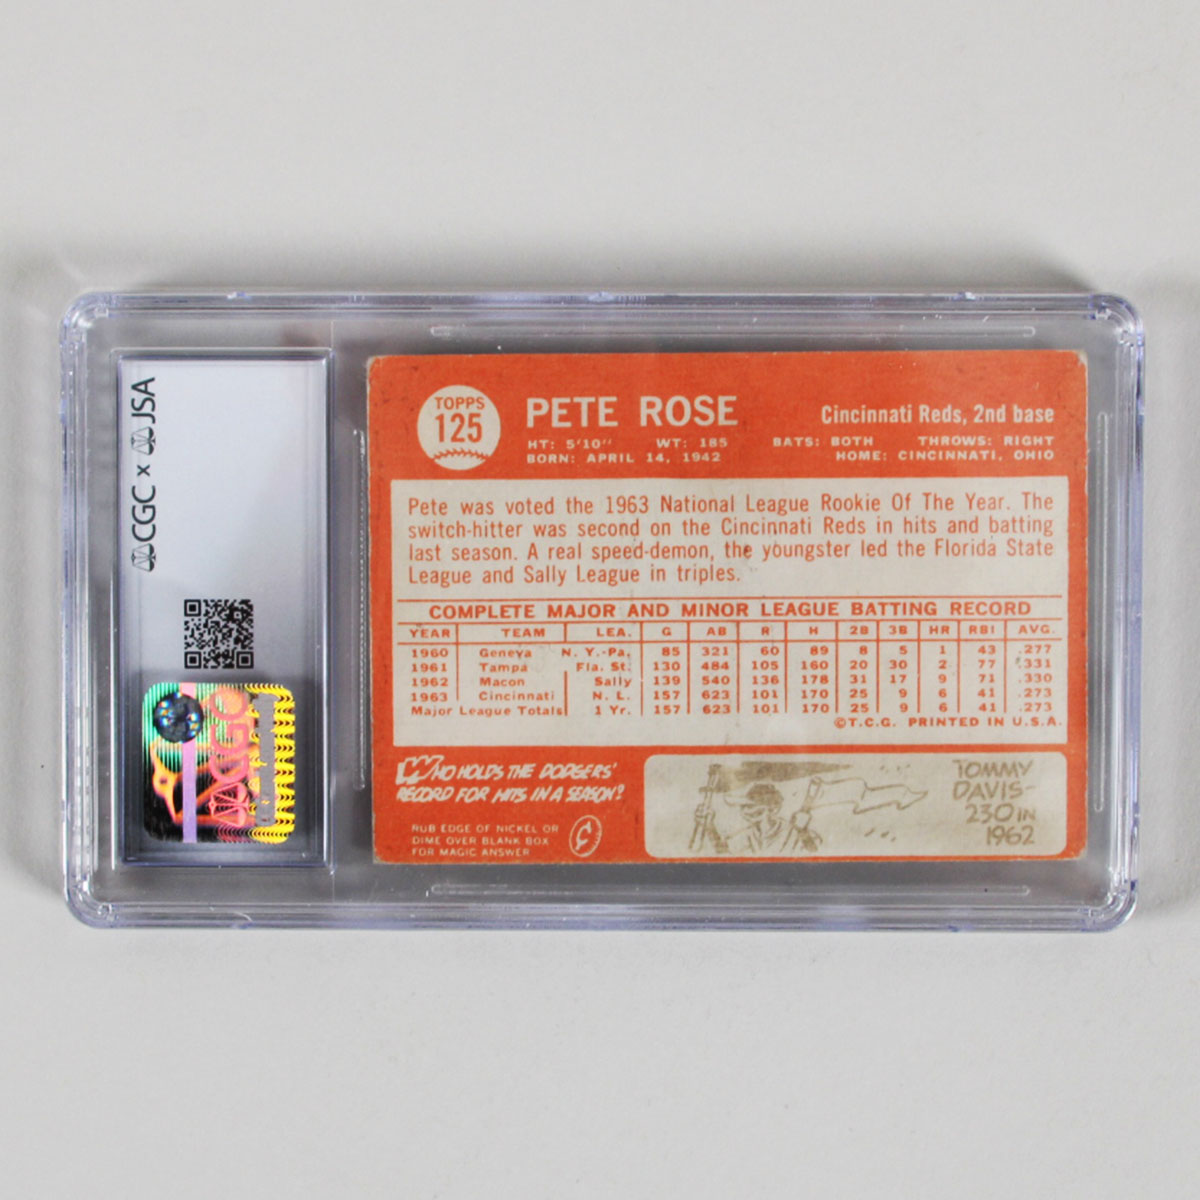 CGC x JSA
TOPPS
125
PETE ROSE
Cincinnati Reds, 2nd base
HT: 5'10" WT: 185 BATS: BOTH THROWS: RIGHT
BORN: APRIL 14, 1942 HOME: CINCINNATI, OHIO
Pete was voted the 1963 National League Rookie Of The Year. The
switch-hitter was second on the Cincinnati Reds in hits and batting
last season. A real speed-demon, the youngster led the Florida State
League and Sally League in triples.
COMPLETE MAJOR AND MINOR LEAGUE BATTING RECORD
YEAR TEAM LEA. G AB R H 2B 3B HR RBI AVG.
1960 Geneva N. Y.-Pa. 85 321 60 89 8 5 1 43 .277
1961 Tampa Fla. St. 130 484 105 160 20 30 2 77 .331
1962 Macon Sally 139 540 136 178 31 17 9 71 .330
1963 Cincinnati N. L. 157 623 101 170 25 9 6 41 .273
Major League Totals 1 Yr. 157 623 101 170 25 9 6 41 .273
©T.C.G. PRINTED IN U.S.A.
WHO HOLDS THE DODGERS'
RECORD FOR HITS IN A SEASON?
RUB EDGE OF NICKEL OR
DIME OVER BLANK BOX
FOR MAGIC ANSWER
TOMMY
DAVIS-
230 IN
1962
CGC